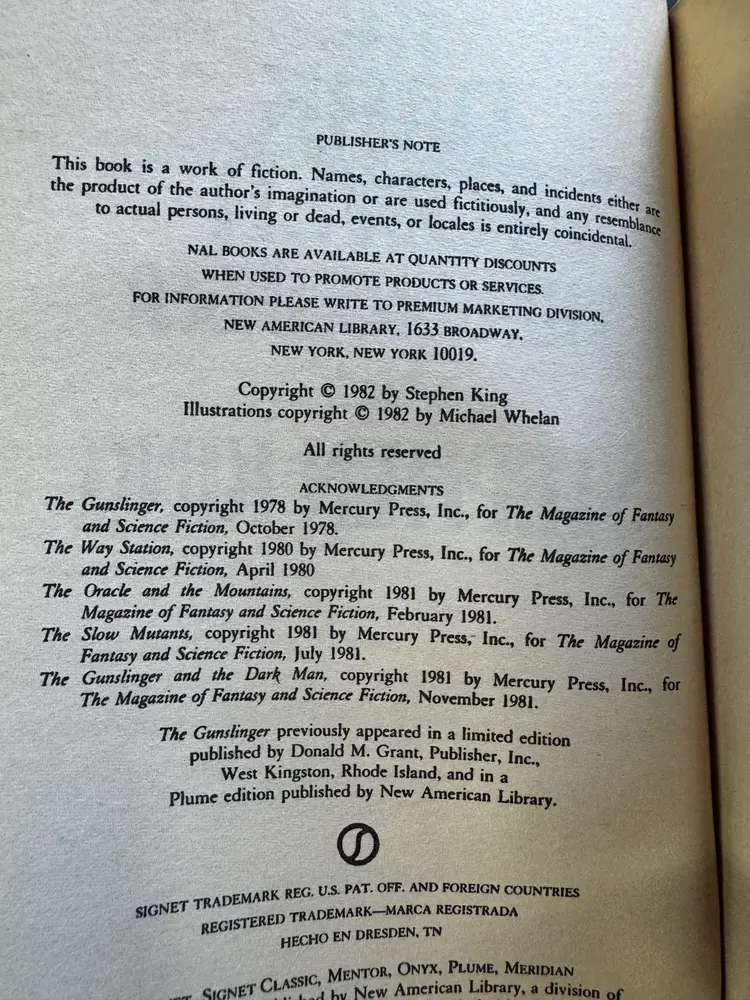 PUBLISHER'S NOTE
This book is a work of fiction. Names, characters, places, and incidents either are
the product of the author's imagination or are used fictitiously, and any resemblance
to actual persons, living or dead, events, or locales is entirely coincidental.
NAL BOOKS ARE AVAILABLE AT QUANTITY DISCOUNTS
WHEN USED TO PROMOTE PRODUCTS OR SERVICES.
FOR INFORMATION PLEASE WRITE TO PREMIUM MARKETING DIVISION,
NEW AMERICAN LIBRARY, 1633 BROADWAY,
NEW YORK, NEW YORK 10019.
Copyright © 1982 by Stephen King
Illustrations copyright © 1982 by Michael Whelan
All rights reserved
ACKNOWLEDGMENTS
The Gunslinger, copyright 1978 by Mercury Press, Inc., for The Magazine of Fantasy
and Science Fiction, October 1978.
The Way Station, copyright 1980 by Mercury Press, Inc., for The Magazine of Fantasy
and Science Fiction, April 1980
The Oracle and the Mountains, copyright 1981 by Mercury Press, Inc., for The
Magazine of Fantasy and Science Fiction, February 1981.
The Slow Mutants, copyright 1981 by Mercury Press, Inc., for The Magazine of
Fantasy and Science Fiction, July 1981.
The Gunslinger and the Dark Man, copyright 1981 by Mercury Press, Inc., for
The Magazine of Fantasy and Science Fiction, November 1981.
The Gunslinger previously appeared in a limited edition
published by Donald M. Grant, Publisher, Inc.,
West Kingston, Rhode Island, and in a
Plume edition published by New American Library.
SIGNET TRADEMARK REG. U.S. PAT. OFF. AND FOREIGN COUNTRIES
REGISTERED TRADEMARK—MARCA REGISTRADA
HECHO EN DRESDEN, TN
SIGNET CLASSIC, MENTOR, ONYX, PLUME, MERIDIAN
by New American Library, a division of